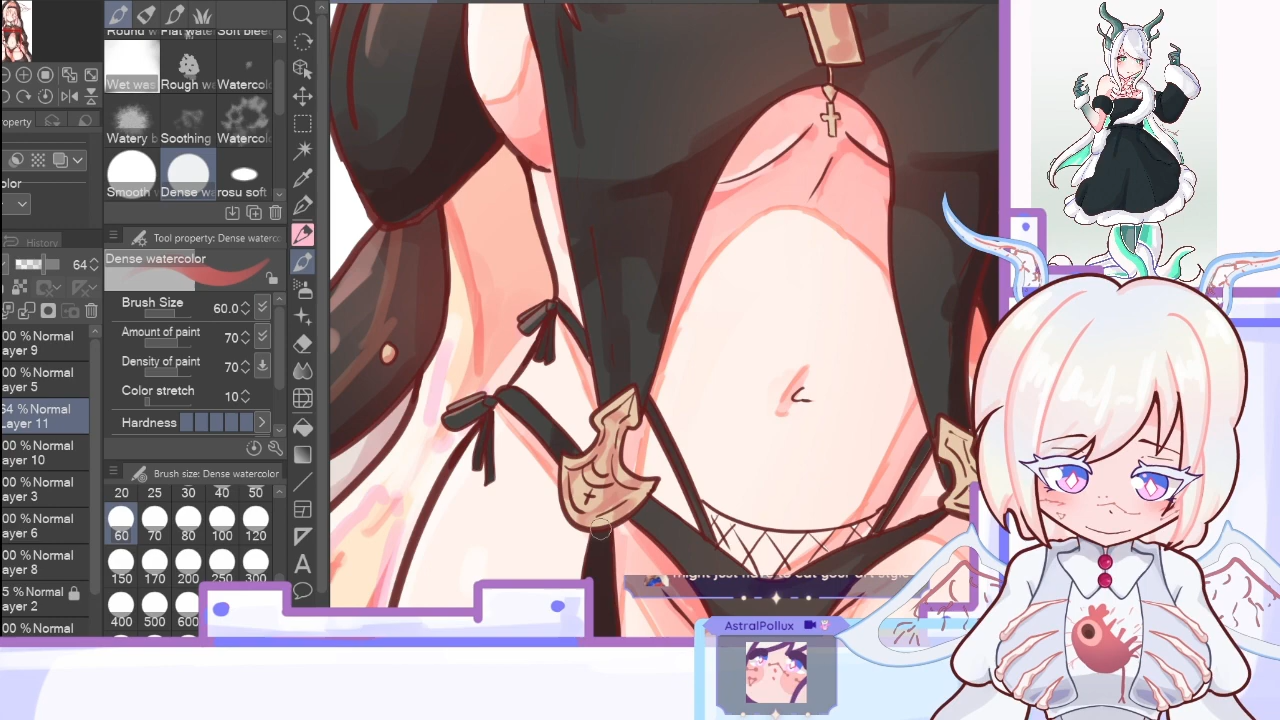 Round w Flat wate Soft blee
Wet was Rough w Watercol
Watery b Soothing Watercol
Smooth w Dense wa rosu soft
roperty
olor
History
64
Tool property: Dense waterc
Dense watercolor
Brush Size 60.0
Amount of paint 70
Density of paint 70
Color stretch 10
Hardness
00 % Normal
ayer 9
00 % Normal
ayer 5
64 % Normal
Layer 11
00 % Normal
ayer 10
00 % Normal
ayer 3
00 % Normal
ayer 6
00 % Normal
ayer 8
5 % Normal
ayer 2
00 % Normal
Brush size: Dense watercolor
20 25 30 40 50
60 70 80 100 120
150 170 200 250 300
400 500 600
A
might just have to eat your art style
AstralPollux